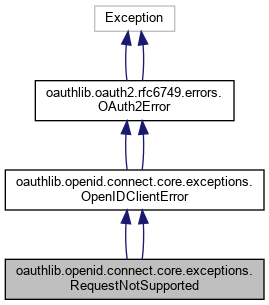 Exception
oauthlib.oauth2.rfc6749.errors.
OAuth2Error
oauthlib.openid.connect.core.exceptions.
OpenIDClientError
oauthlib.openid.connect.core.exceptions.
RequestNotSupported